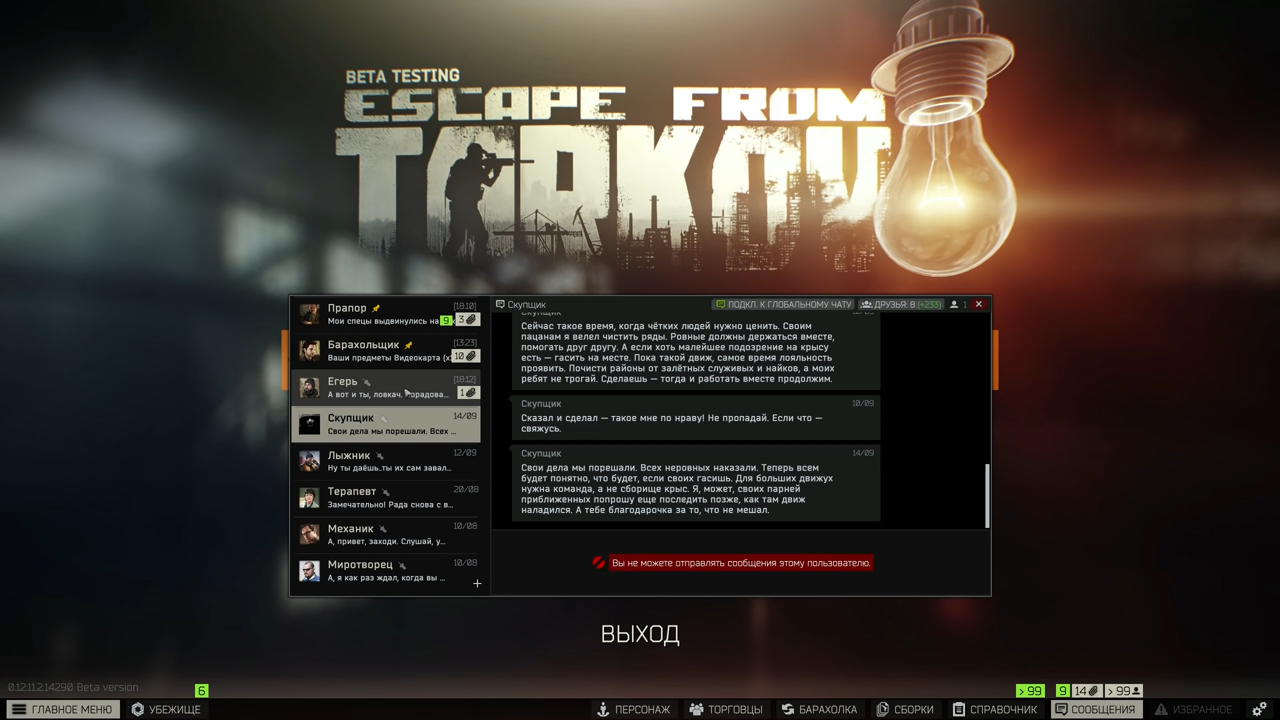 BETA TESTING
ESCAPE FROM
TARKOV
Прапор
[18:10]
Мои спецы выдвинулись на
9
3
Барахольщик
[13:23]
Ваши предметы Видеокарта (x
10
Егерь
[18:12]
А вот и ты, ловкач.
1
Скупщик
14/09
Свои дела мы порешали. Всех ...
Лыжник
12/09
Ну ты даёшь..ты их сам завал...
Терапевт
20/08
Замечательно! Рада снова с в...
Механик
10/08
А, привет, заходи. Слушай, у...
Миротворец
10/08
А, я как раз ждал, когда вы ...
+
Скупщик
ПОДКЛ. К ГЛОБАЛЬНОМУ ЧАТУ
ДРУЗЬЯ: 8 (+233)
1
Скупщик
Сейчас такое время, когда чётких людей нужно ценить. Своим
пацанам я велел чистить ряды. Ровные должны держаться вместе,
помогать друг другу. А если хоть малейшее подозрение на крысу
есть — гасить на месте. Пока такой движ, самое время лояльность
проявить. Почисти районы от залётных служивых и найков, а моих
ребят не трогай. Сделаешь — тогда и работать вместе продолжим.
Скупщик
10/09
Сказал и сделал — такое мне по нраву! Не пропадай. Если что —
свяжусь.
Скупщик
14/09
Свои дела мы порешали. Всех неровных наказали. Теперь всем
будет понятно, что будет, если своих гасишь. Для больших движух
нужна команда, а не сборище крыс. Я, может, своих парней
приближенных попрошу еще последить позже, как там движ
наладился. А тебе благодарочка за то, что не мешал.
Вы не можете отправлять сообщения этому пользователю.
ВЫХОД
0.12.11.2.14290 Beta version
6
> 99
9
14
> 99
ГЛАВНОЕ МЕНЮ
УБЕЖИЩЕ
ПЕРСОНАЖ
ТОРГОВЦЫ
БАРАХОЛКА
СБОРКИ
СПРАВОЧНИК
СООБЩЕНИЯ
ИЗБРАННОЕ